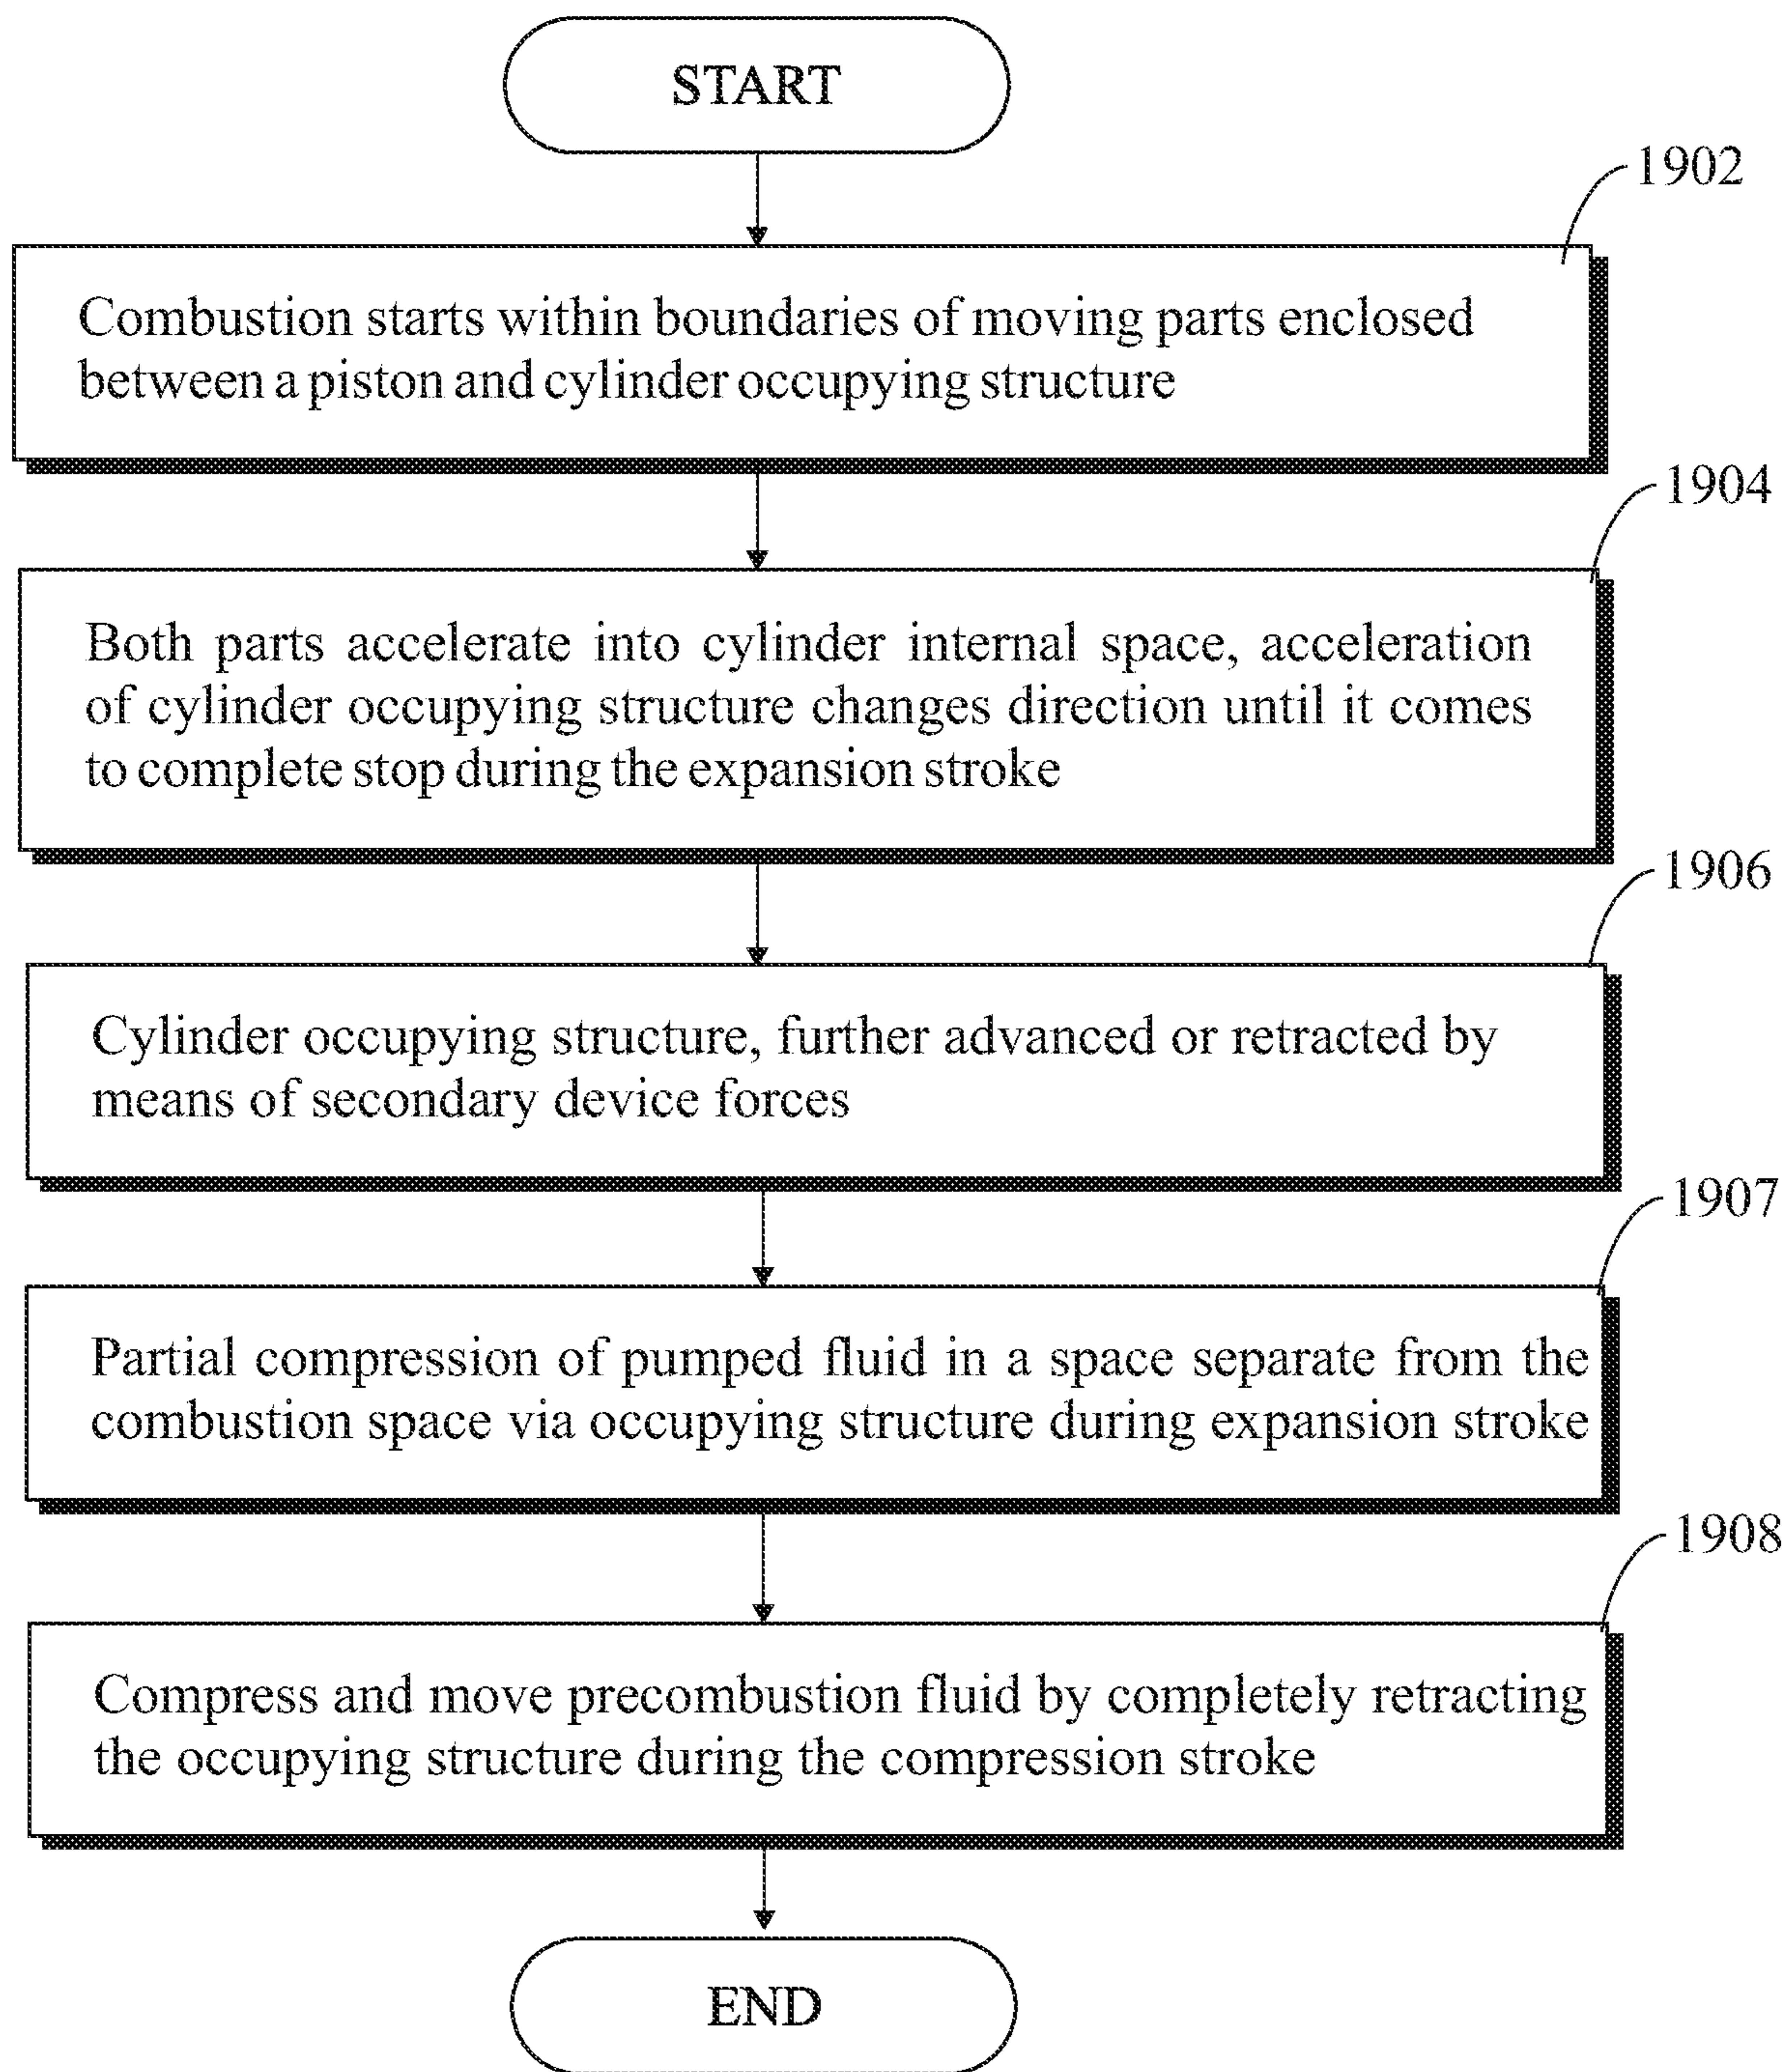 START
1902
Combustion starts within boundaries of moving parts enclosed
between a piston and cylinder occupying structure
1904
Both parts accelerate into cylinder internal space, acceleration
of cylinder occupying structure changes direction until it comes
to complete stop during the expansion stroke
1906
Cylinder occupying structure, further advanced or retracted by
means of secondary device forces
1907
Partial compression of pumped fluid in a space separate from the
combustion space via occupying structure during expansion stroke
1908
Compress and move precombustion fluid by completely retracting
the occupying structure during the compression stroke
END